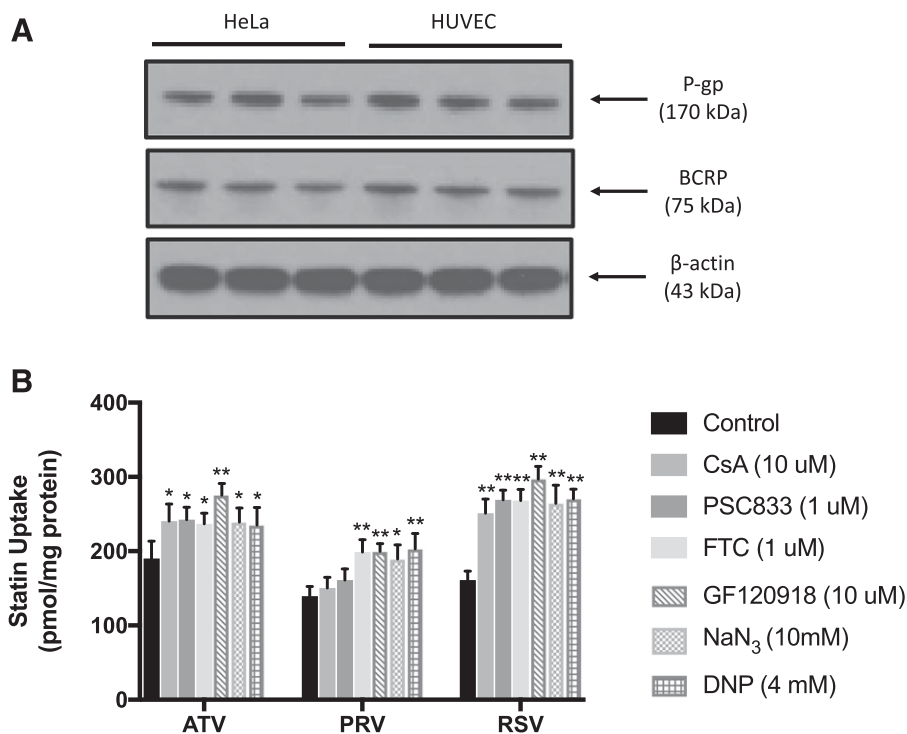 A
HeLa
HUVEC
P-gp
(170 kDa)
BCRP
(75 kDa)
β-actin
(43 kDa)
B
400
300
200
100
0
Statin Uptake
(pmol/mg protein)
* * * ** * *
** ** * **
** ** ** ** ** **
ATV
PRV
RSV
Control
CsA (10 uM)
PSC833 (1 uM)
FTC (1 uM)
GF120918 (10 uM)
NaN3 (10mM)
DNP (4 mM)